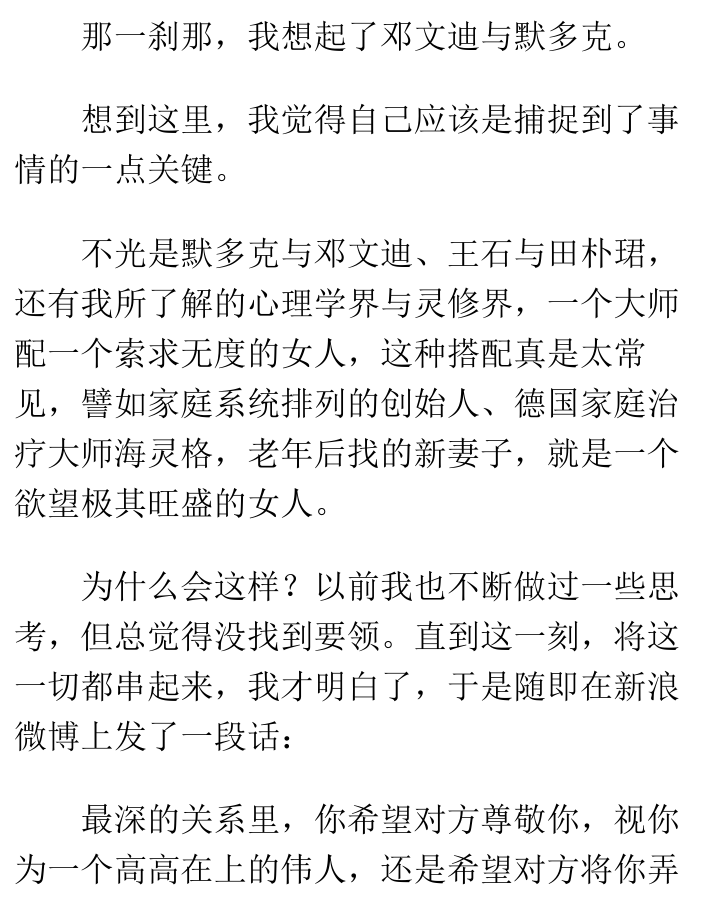 那一刹那，我想起了邓文迪与默多克。
想到这里，我觉得自己应该是捕捉到了事
情的一点关键。
不光是默多克与邓文迪、王石与田朴珺，
还有我所了解的心理学界与灵修界，一个大师
配一个索求无度的女人，这种搭配真是太常
见，譬如家庭系统排列的创始人、德国家庭治
疗大师海灵格，老年后找的新妻子，就是一个
欲望极其旺盛的女人。
为什么会这样？以前我也不断做过一些思
考，但总觉得没找到要领。直到这一刻，将这
一切都串起来，我才明白了，于是随即在新浪
微博上发了一段话：
最深的关系里，你希望对方尊敬你，视你
为一个高高在上的伟人，还是希望对方将你弄